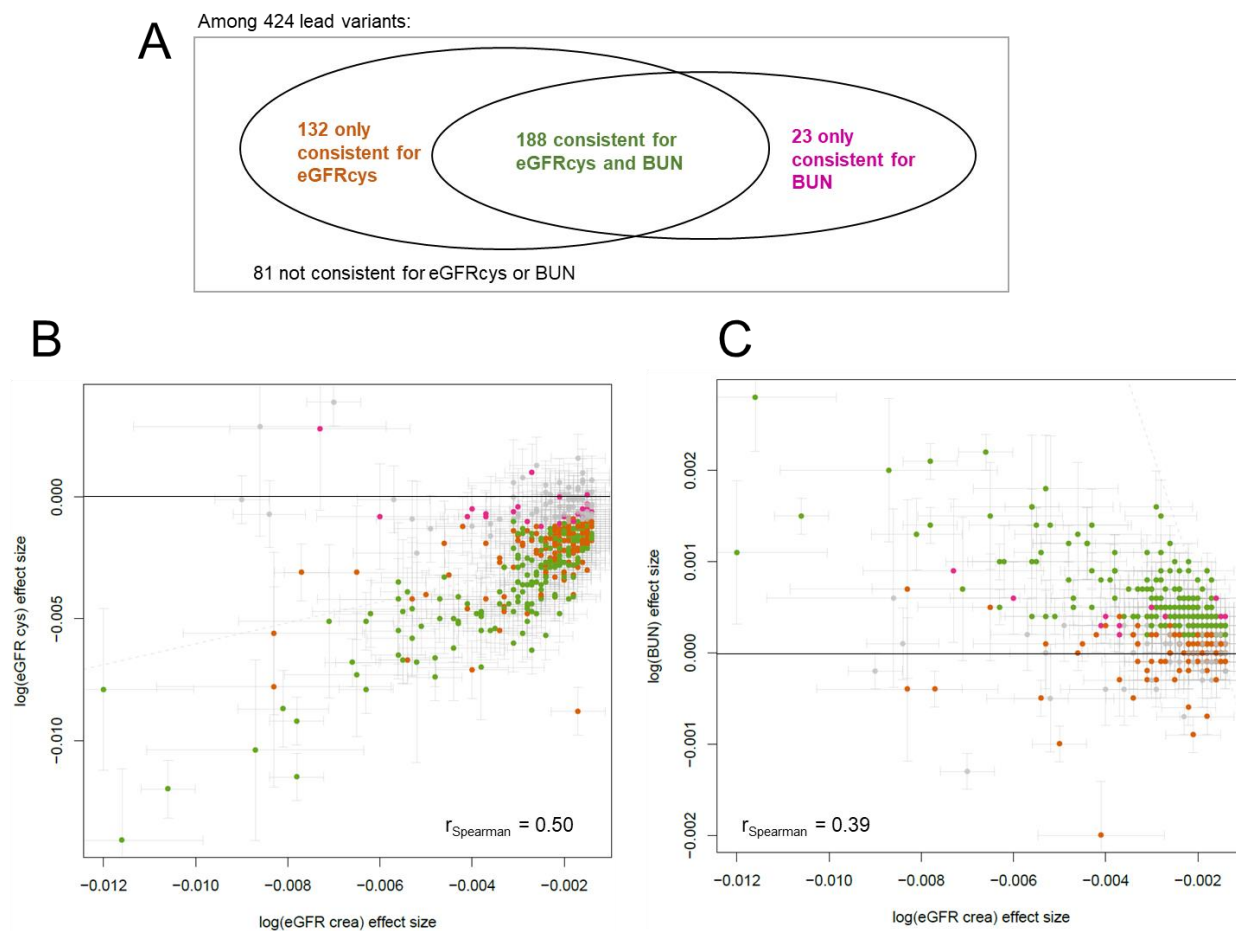 Among 424 lead variants:
A
132 only
consistent for
eGFRcys
188 consistent for
eGFRcys and BUN
23 only
consistent for
BUN
81 not consistent for eGFRcys or BUN
B
log(eGFR cys) effect size
0.000
−0.005
−0.010
rSpearman = 0.50
−0.012 −0.010 −0.008 −0.006 −0.004 −0.002
log(eGFR crea) effect size
C
log(BUN) effect size
0.002
0.001
0.000
−0.001
−0.002
rSpearman = 0.39
−0.012 −0.010 −0.008 −0.006 −0.004 −0.002
log(eGFR crea) effect size